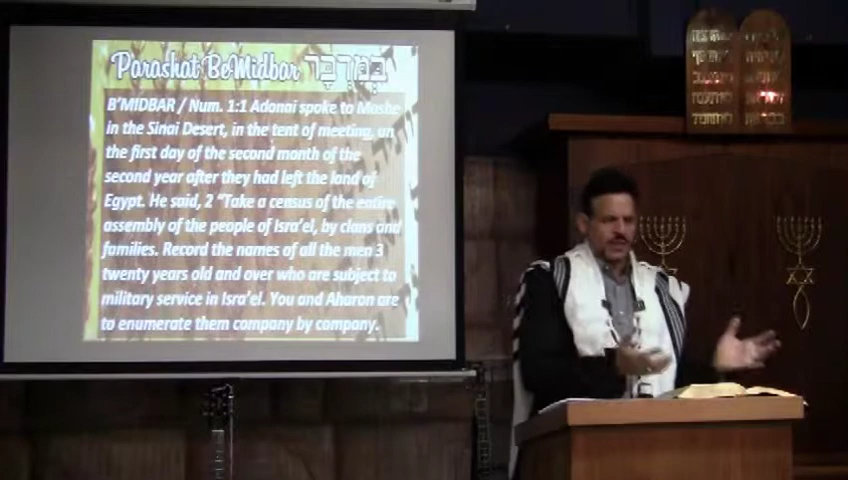 Parashat BeMidbar בְּמִדְבַּר
B'MIDBAR / Num. 1:1 Adonai spoke to Moshe
in the Sinai Desert, in the tent of meeting, on
the first day of the second month of the
second year after they had left the land of
Egypt. He said, 2 "Take a census of the entire
assembly of the people of Isra'el, by clans and
families. Record the names of all the men 3
twenty years old and over who are subject to
military service in Isra'el. You and Aharon are
to enumerate them company by company.